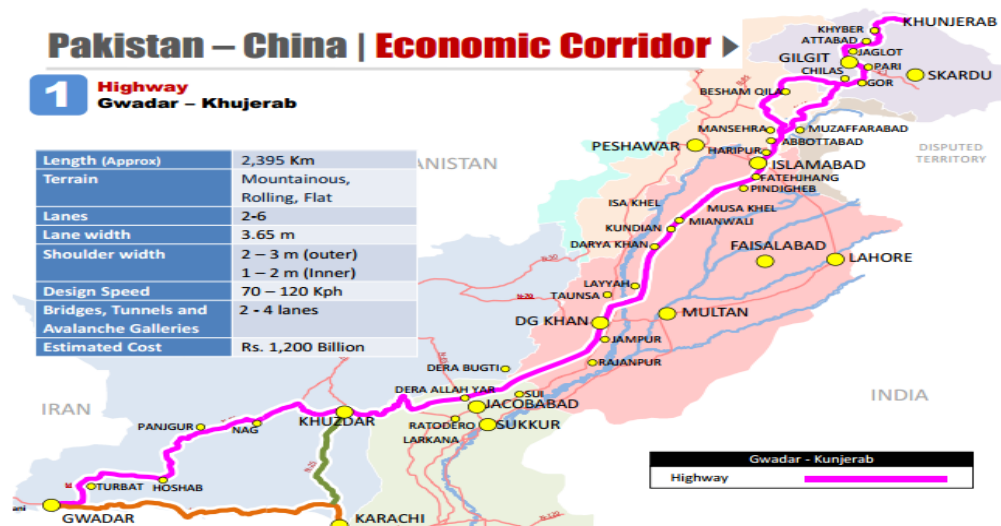 Pakistan – China | Economic Corridor
1
Highway
Gwadar – Khujerab
Length (Approx) 2,395 Km
Terrain Mountainous,
Rolling, Flat
Lanes 2-6
Lane width 3.65 m
Shoulder width 2 – 3 m (outer)
1 – 2 m (Inner)
Design Speed 70 – 120 Kph
Bridges, Tunnels and 2 - 4 lanes
Avalanche Galleries
Estimated Cost Rs. 1,200 Billion
KHUNJERAB
KHYBER
ATTABAD
JAGLOT
GILGIT
PARI
CHILAS
SKARDU
GOR
BESHAM QILA
MANSEHRA
MUZAFFARABAD
ABBOTTABAD
PESHAWAR
HARIPUR
DISPUTED
TERRITORY
ANISTAN
ISLAMABAD
FATEHJHANG
PINDIGHEB
ISA KHEL
MUSA KHEL
MIANWALI
KUNDIAN
DARYA KHAN
FAISALABAD
LAHORE
LAYYAH
TAUNSA
MULTAN
DG KHAN
JAMPUR
RAJANPUR
DERA BUGTI
DERA ALLAH YAR
SUI
JACOBABAD
INDIA
IRAN
KHUZDAR
RATODERO
SUKKUR
LARKANA
PANJGUR
NAG
TURBAT
HOSHAB
GWADAR
KARACHI
Gwadar - Kunjerab
Highway